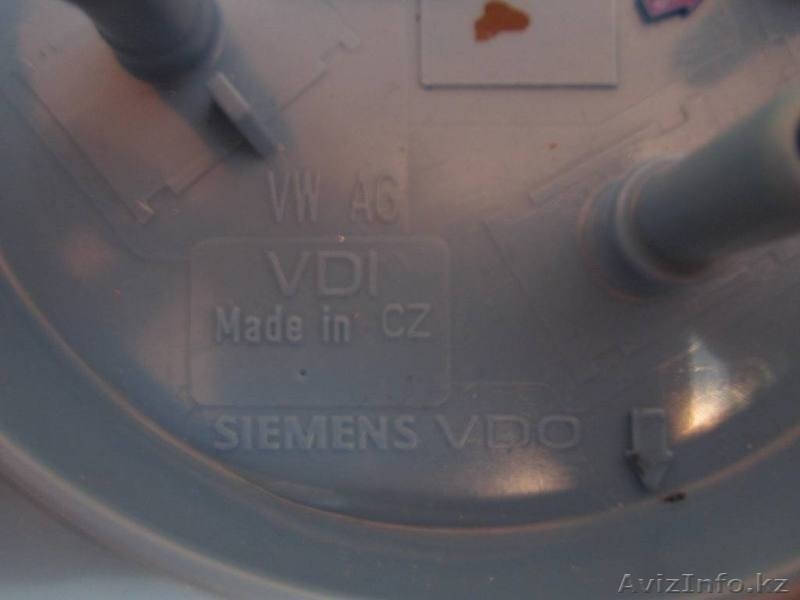 VW AG
VDI
Made in CZ
SIEMENS VDO
AvizInfo.kz